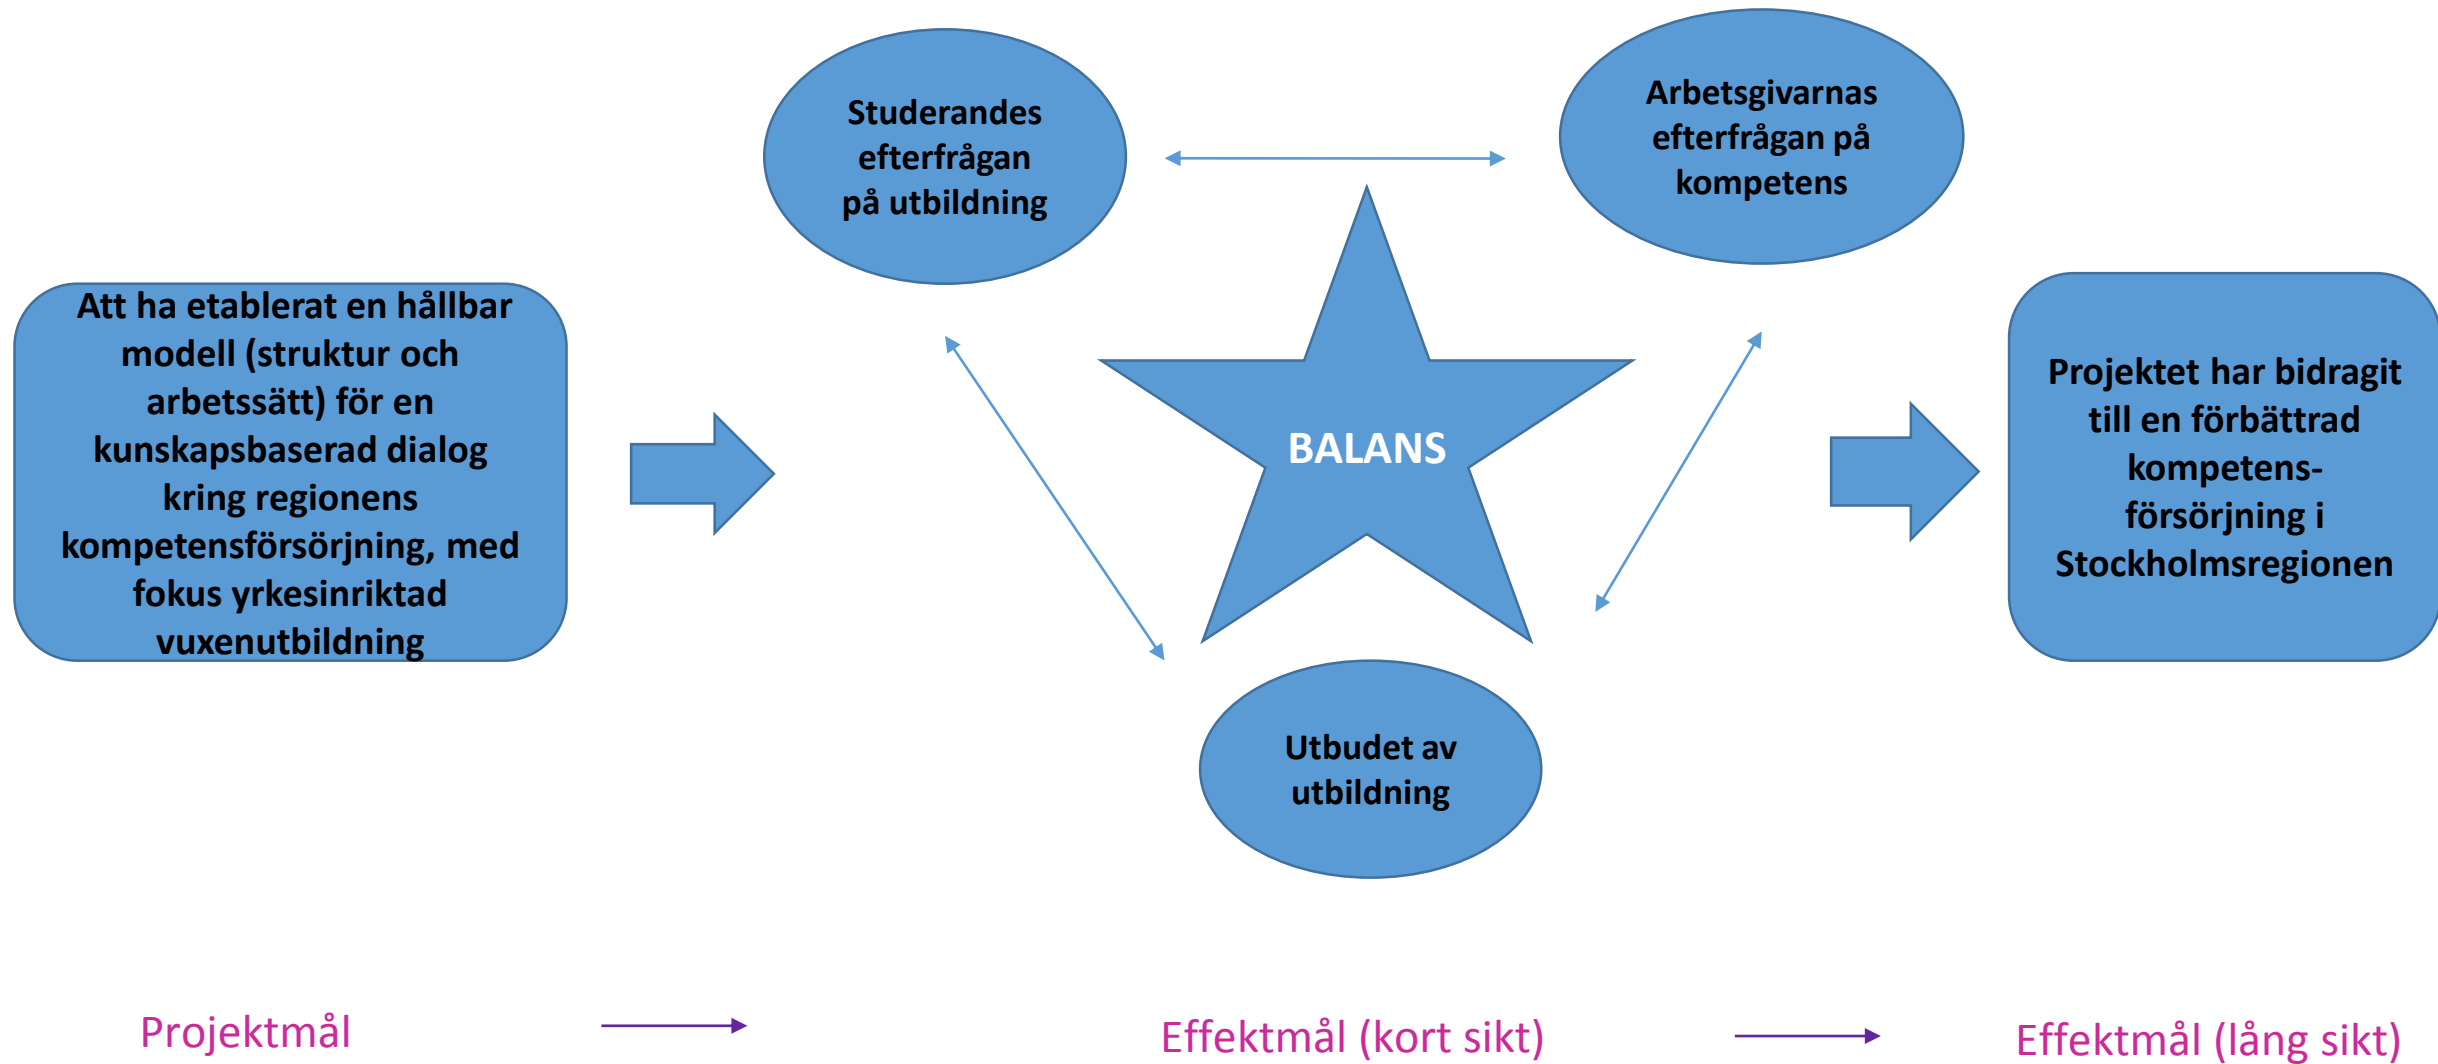 Att ha etablerat en hållbar
modell (struktur och
arbetssätt) för en
kunskapsbaserad dialog
kring regionens
kompetensförsörjning, med
fokus yrkesinriktad
vuxenutbildning
Studerandes
efterfrågan
på utbildning
Arbetsgivarnas
efterfrågan på
kompetens
BALANS
Utbudet av
utbildning
Projektet har bidragit
till en förbättrad
kompetens-
försörjning i
Stockholmsregionen
Projektmål
Effektmål (kort sikt)
Effektmål (lång sikt)